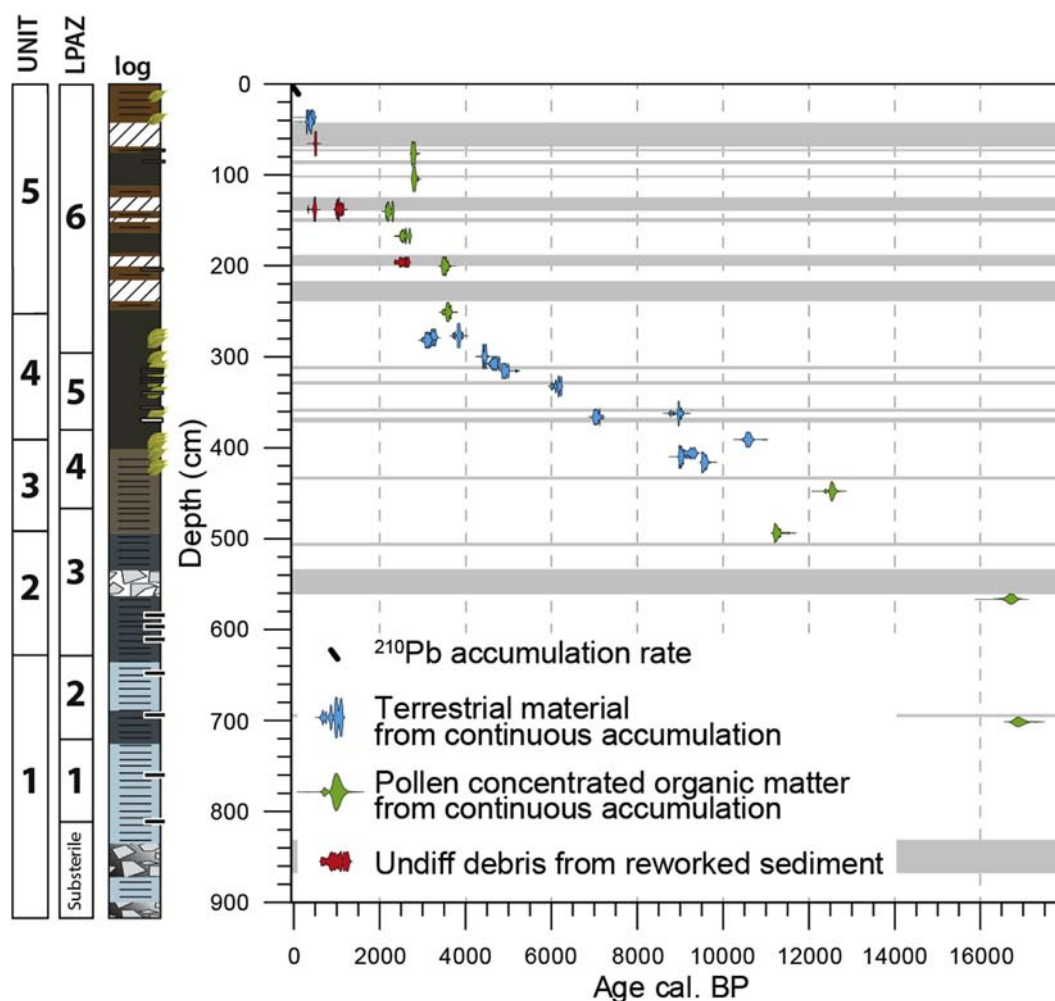 UNIT
LPAZ
log
5
4
3
2
1
6
5
4
3
2
1
Substerile
Depth (cm)
0
100
200
300
400
500
600
700
800
900
²¹⁰Pb accumulation rate
Terrestrial material
from continuous accumulation
Pollen concentrated organic matter
from continuous accumulation
Undiff debris from reworked sediment
0 2000 4000 6000 8000 10000 12000 14000 16000
Age cal. BP